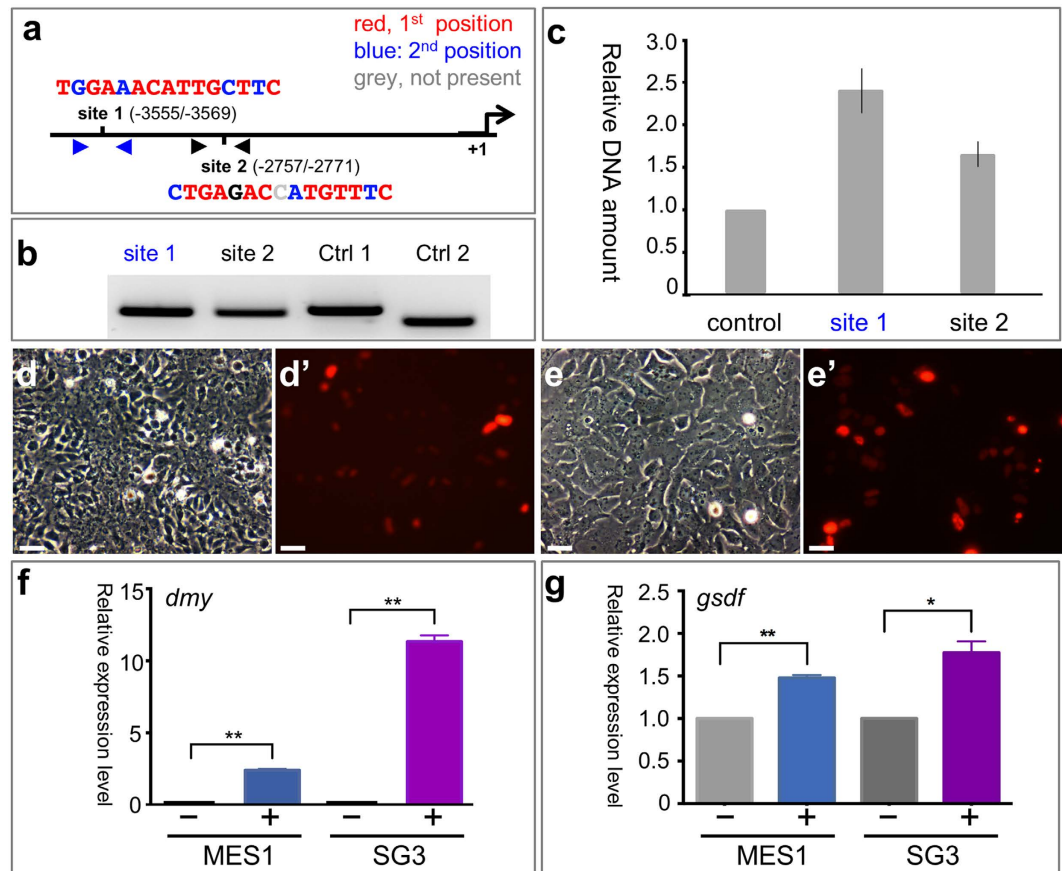 a
red, 1st position
blue: 2nd position
grey, not present
TGGAAACATTGCTTC
site 1 (-3555/-3569)
+1
site 2 (-2757/-2771)
CTGAGACCATGTTTC
b
site 1
site 2
Ctrl 1
Ctrl 2
c
Relative DNA amount
3.0
2.5
2.0
1.5
1.0
0.5
0
control
site 1
site 2
d
d'
e
e'
f
dmy
Relative expression level
15
10
5
0
**
**
−
+
−
+
MES1
SG3
g
gsdf
Relative expression level
2.5
2.0
1.5
1.0
0.5
0
**
*
−
+
−
+
MES1
SG3